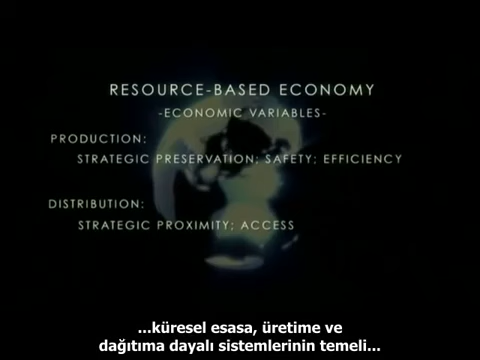 RESOURCE-BASED ECONOMY
-ECONOMIC VARIABLES-
PRODUCTION:
STRATEGIC PRESERVATION; SAFETY; EFFICIENCY
DISTRIBUTION:
STRATEGIC PROXIMITY; ACCESS
...küresel esasa, üretime ve
dağıtıma dayalı sistemlerinin temeli...